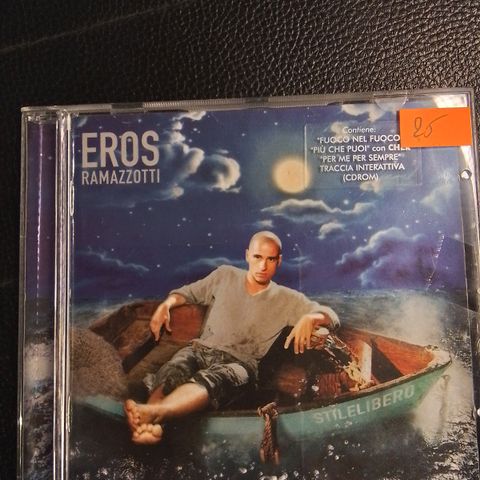 EROS
RAMAZZOTTI
Contiene:
"FUOCO NEL FUOCO"
"PIÙ CHE PUOI" con CHER
"PER ME PER SEMPRE"
TRACCIA INTERATTIVA
(CDROM)
25
STILELIBERO